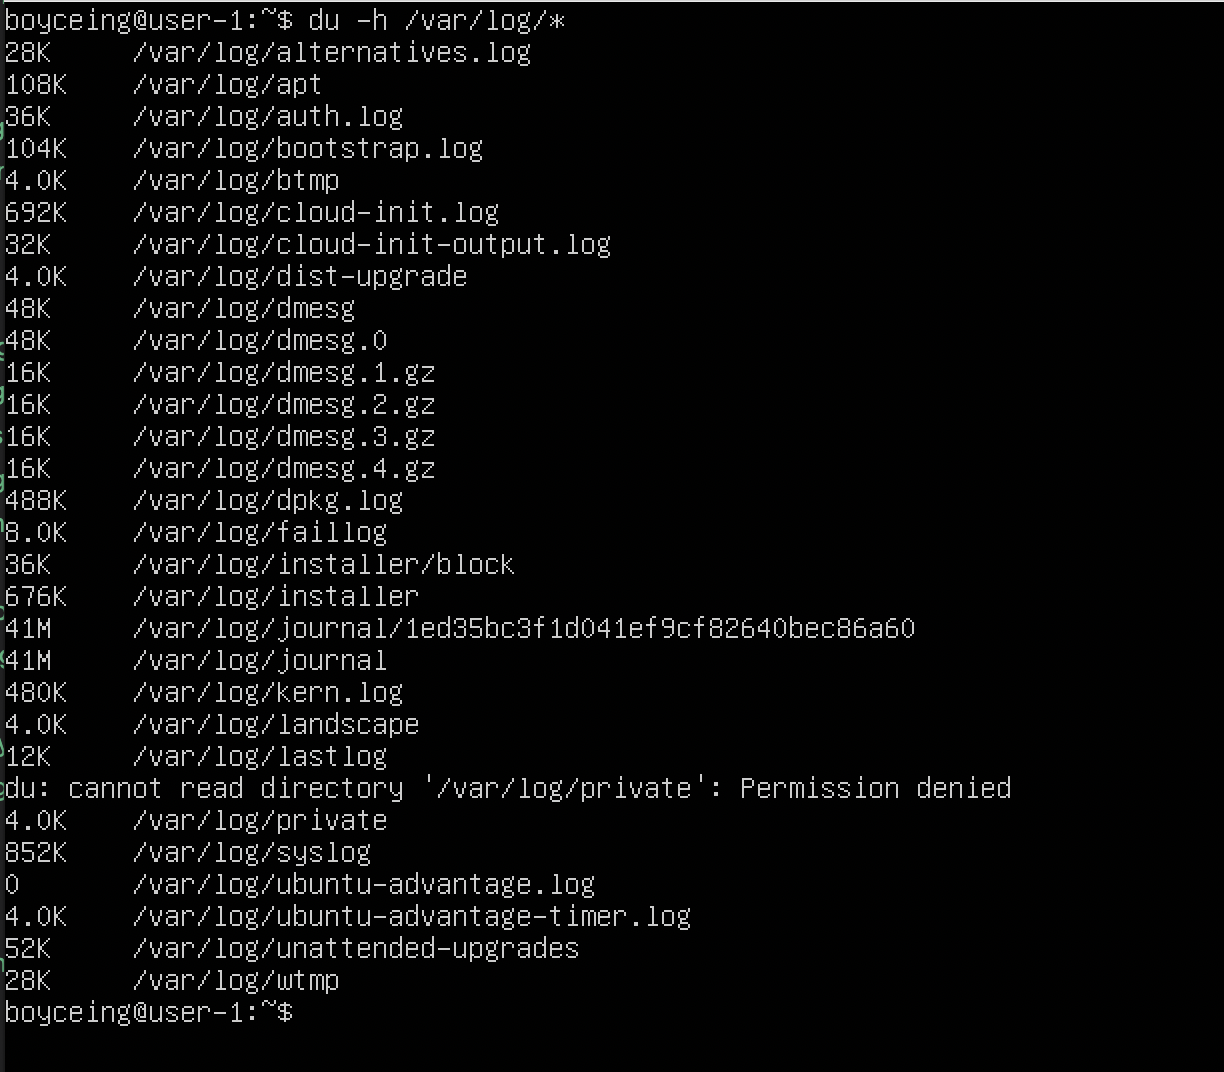 boyceing@user-1:~$ du -h /var/log/*
28K /var/log/alternatives.log
108K /var/log/apt
36K /var/log/auth.log
104K /var/log/bootstrap.log
4.0K /var/log/btmp
692K /var/log/cloud-init.log
32K /var/log/cloud-init-output.log
4.0K /var/log/dist-upgrade
48K /var/log/dmesg
48K /var/log/dmesg.0
16K /var/log/dmesg.1.gz
16K /var/log/dmesg.2.gz
16K /var/log/dmesg.3.gz
16K /var/log/dmesg.4.gz
488K /var/log/dpkg.log
8.0K /var/log/faillog
36K /var/log/installer/block
676K /var/log/installer
41M /var/log/journal/1ed35bc3f1d041ef9cf82640bec86a60
41M /var/log/journal
480K /var/log/kern.log
4.0K /var/log/landscape
12K /var/log/lastlog
du: cannot read directory '/var/log/private': Permission denied
4.0K /var/log/private
852K /var/log/syslog
0 /var/log/ubuntu-advantage.log
4.0K /var/log/ubuntu-advantage-timer.log
52K /var/log/unattended-upgrades
28K /var/log/wtmp
boyceing@user-1:~$